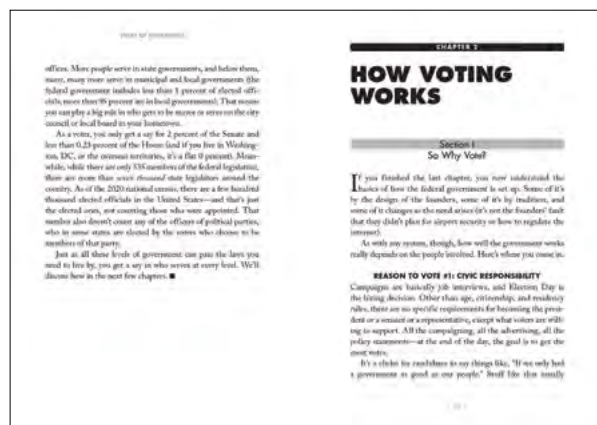 offices. More people serve in state governments, and below them,
many, many more serve in municipal and local governments (the
federal government includes less than 1 percent of elected offi-
cials; more than 96 percent are in local government). That means
you can play a big role in who gets to be mayor or serve on the city
council or local board in your hometown.
As a voter, you only get a say for 2 percent of the Senate and
less than 0.23 percent of the House (and if you live in Washing-
ton, DC, or the overseas territories, it's a flat 0 percent). Mean-
while, while there are only 535 members of the federal legislature,
there are more than seven thousand state legislators around the
country. As of the 2020 national census, there are a few hundred
thousand elected officials in the United States—and that's just
the elected ones, not counting those who were appointed. That
number also doesn't count any of the officers of political parties,
who in some states are elected by the voters who choose to be
members of that party.
Just as all these levels of government can pass the laws you
need to live by, you get a say in who serves at every level. We'll
discuss how in the next few chapters. ■
CHAPTER 2
HOW VOTING
WORKS
Section I
So Why Vote?
If you finished the last chapter, you now understand the
basics of how the federal government is set up. Some of it's
by the design of the founders, some of it's by tradition, and
some of it changes as the need arises (it's not the founders' fault
that they didn't plan for airport security or how to regulate the
internet).
As with any system, though, how well the government works
really depends on the people involved. Here's where you come in.
REASON TO VOTE #1: CIVIC RESPONSIBILITY
Campaigns are basically job interviews, and Election Day is
the hiring decision. Other than age, citizenship, and residency
rules, there are no specific requirements for becoming the presi-
dent or a senator or a representative, except what voters are will-
ing to support. All the campaigning, all the advertising, all the
policy statements—at the end of the day, the goal is to get the
most votes.
It's a cliché for candidates to say things like, "If we only had
a government as good as our people." Stuff like that usually